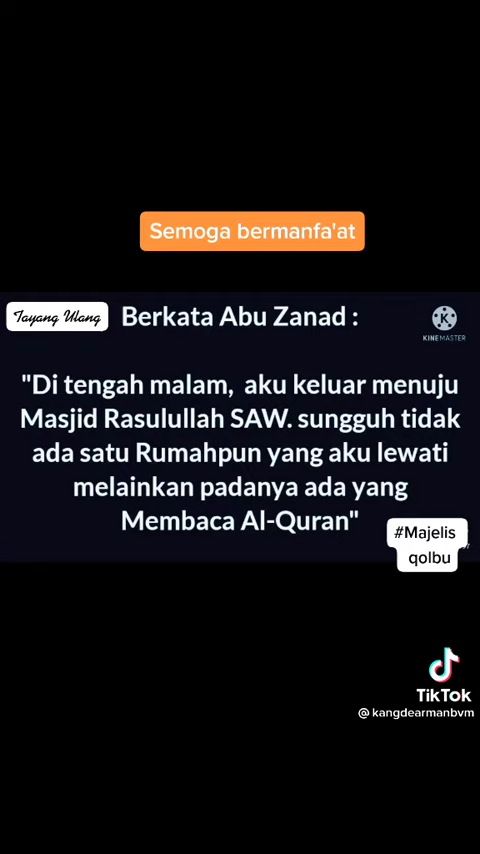 Semoga bermanfa'at
Tayang Ulang
Berkata Abu Zanad :
KINEMASTER
"Di tengah malam, aku keluar menuju
Masjid Rasulullah SAW. sungguh tidak
ada satu Rumahpun yang aku lewati
melainkan padanya ada yang
Membaca Al-Quran"
#Majelis
qolbu
TikTok
@kangdearmanbvm